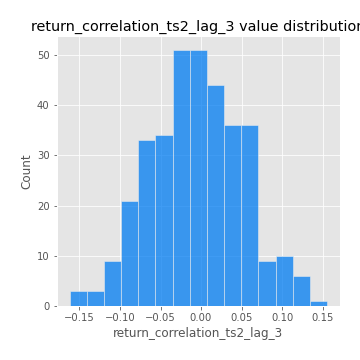 return_correlation_ts2_lag_3 value distribution
50
40
30
20
10
0
Count
−0.15 −0.10 −0.05 0.00 0.05 0.10 0.15
return_correlation_ts2_lag_3